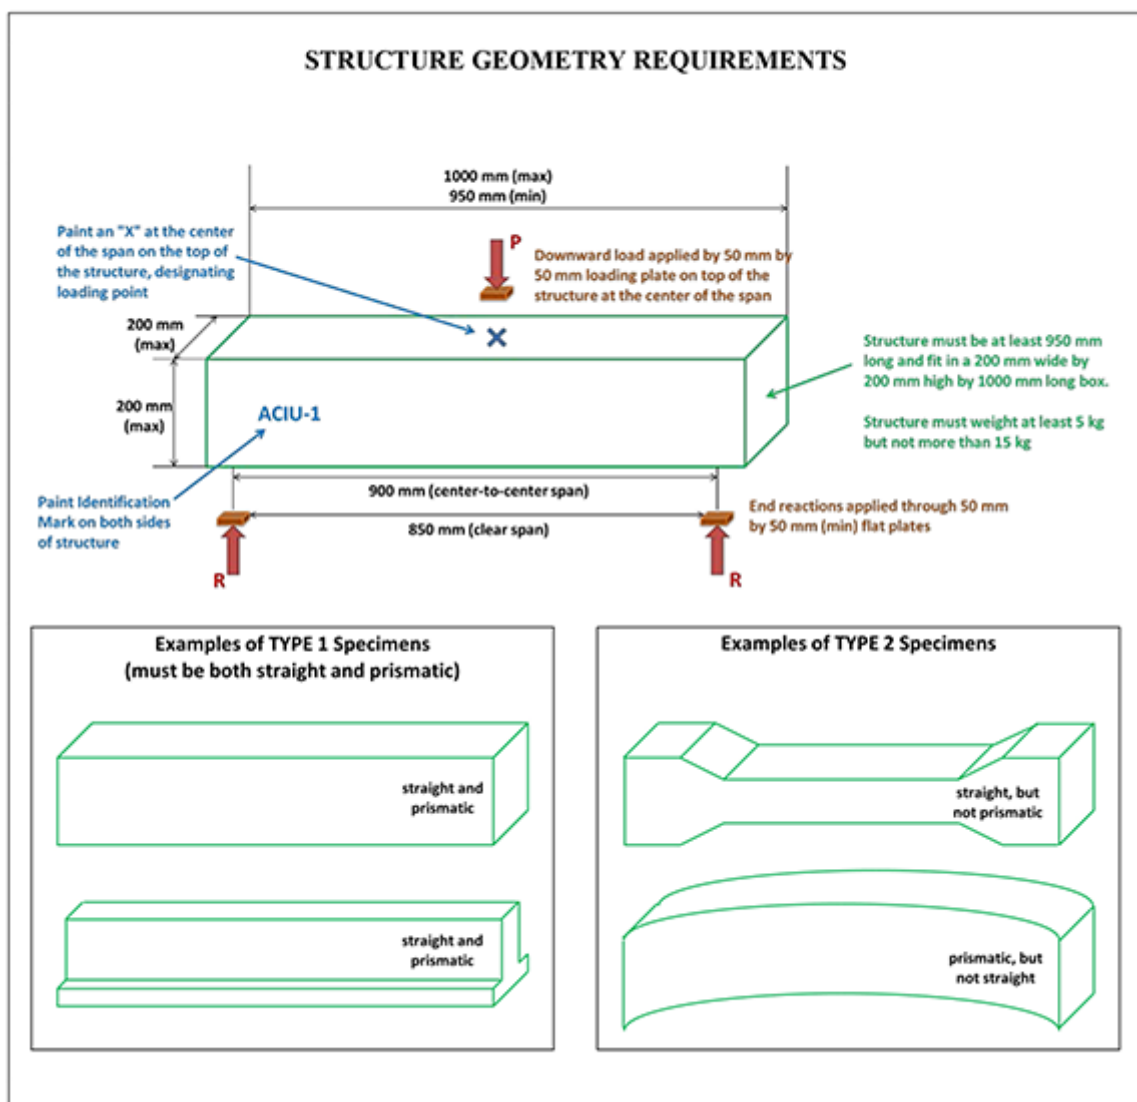 STRUCTURE GEOMETRY REQUIREMENTS
1000 mm (max)
950 mm (min)
Paint an "X" at the center
of the span on the top of
the structure, designating
loading point
P
Downward load applied by 50 mm by
50 mm loading plate on top of the
structure at the center of the span
200 mm
(max)
X
Structure must be at least 950 mm
long and fit in a 200 mm wide by
200 mm high by 1000 mm long box.
Structure must weight at least 5 kg
but not more than 15 kg
200 mm
(max)
ACIU-1
900 mm (center-to-center span)
Paint Identification
Mark on both sides
of structure
850 mm (clear span)
End reactions applied through 50 mm
by 50 mm (min) flat plates
R
R
Examples of TYPE 1 Specimens
(must be both straight and prismatic)
straight and
prismatic
straight and
prismatic
Examples of TYPE 2 Specimens
straight, but
not prismatic
prismatic, but
not straight